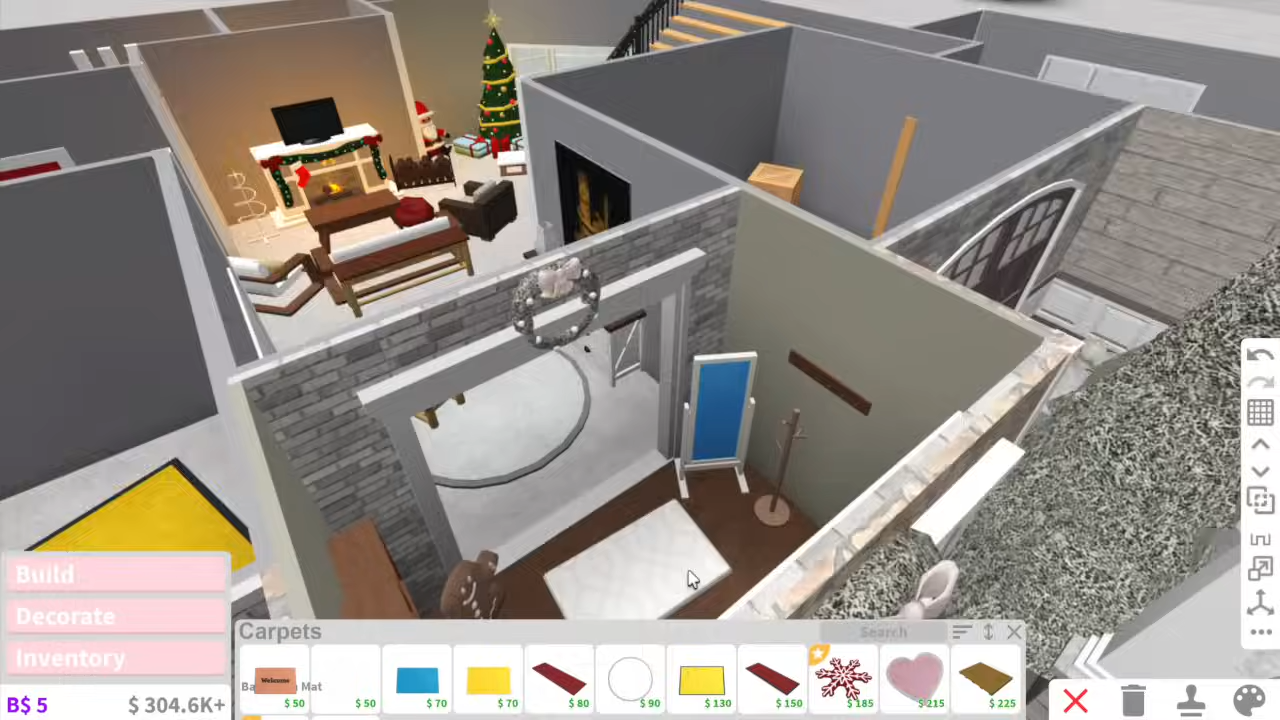 Build
Decorate
Inventory
B$ 5
$ 304.6K+
Carpets
Search
Welcome
Ba
Mat
$ 50
$ 50
$ 70
$ 70
$ 80
$ 90
$ 130
$ 150
$ 185
$ 215
$ 225